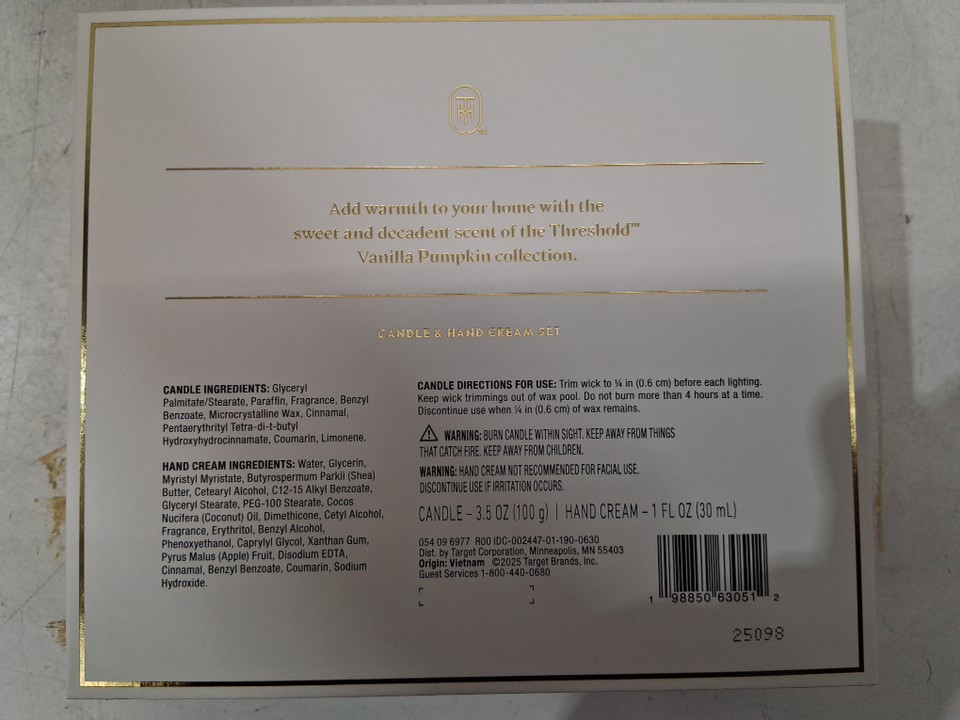 Add warmth to your home with the
sweet and decadent scent of the Threshold™
Vanilla Pumpkin collection.
CANDLE & HAND CREAM SET
CANDLE INGREDIENTS: Glyceryl
Palmitate/Stearate, Paraffin, Fragrance, Benzyl
Benzoate, Microcrystalline Wax, Cinnamal,
Pentaerythrityl Tetra-di-t-butyl
Hydroxyhydrocinnamate, Coumarin, Limonene.
HAND CREAM INGREDIENTS: Water, Glycerin,
Myristyl Myristate, Butyrospermum Parkii (Shea)
Butter, Cetearyl Alcohol, C12-15 Alkyl Benzoate,
Glyceryl Stearate, PEG-100 Stearate, Cocos
Nucifera (Coconut) Oil, Dimethicone, Cetyl Alcohol,
Fragrance, Erythritol, Benzyl Alcohol,
Phenoxyethanol, Caprylyl Glycol, Xanthan Gum,
Pyrus Malus (Apple) Fruit, Disodium EDTA,
Cinnamal, Benzyl Benzoate, Coumarin, Sodium
Hydroxide.
CANDLE DIRECTIONS FOR USE: Trim wick to ¼ in (0.6 cm) before each lighting.
Keep wick trimmings out of wax pool. Do not burn more than 4 hours at a time.
Discontinue use when ¼ in (0.6 cm) of wax remains.
WARNING: BURN CANDLE WITHIN SIGHT. KEEP AWAY FROM THINGS
THAT CATCH FIRE. KEEP AWAY FROM CHILDREN.
WARNING: HAND CREAM NOT RECOMMENDED FOR FACIAL USE.
DISCONTINUE USE IF IRRITATION OCCURS.
CANDLE – 3.5 OZ (100 g) | HAND CREAM – 1 FL OZ (30 mL)
054 09 6977 R00 IDC-002447-01-190-0630
Dist. by Target Corporation, Minneapolis, MN 55403
Origin: Vietnam ©2025 Target Brands, Inc.
Guest Services 1-800-440-0680
1 98850 63051 2
25098